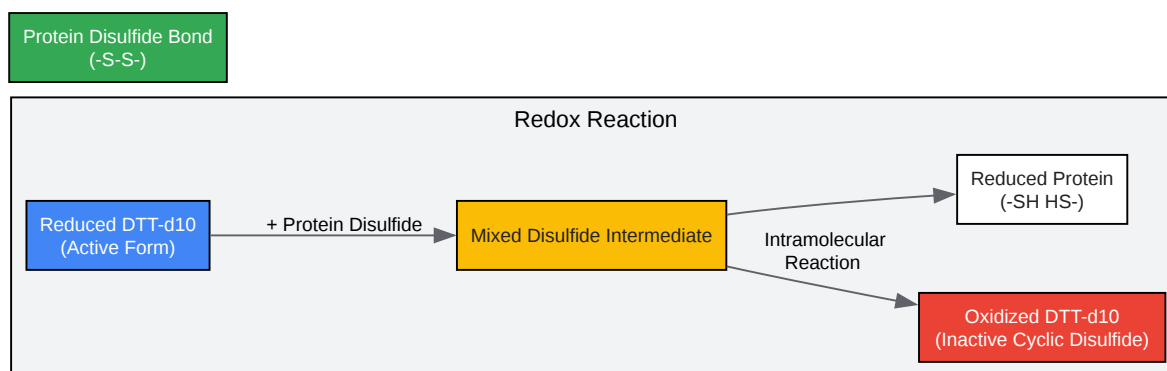 Protein Disulfide Bond
(-S-S-)
Redox Reaction
Reduced DTT-d10
(Active Form)
+ Protein Disulfide
Mixed Disulfide Intermediate
Reduced Protein
(-SH HS-)
Intramolecular
Reaction
Oxidized DTT-d10
(Inactive Cyclic Disulfide)